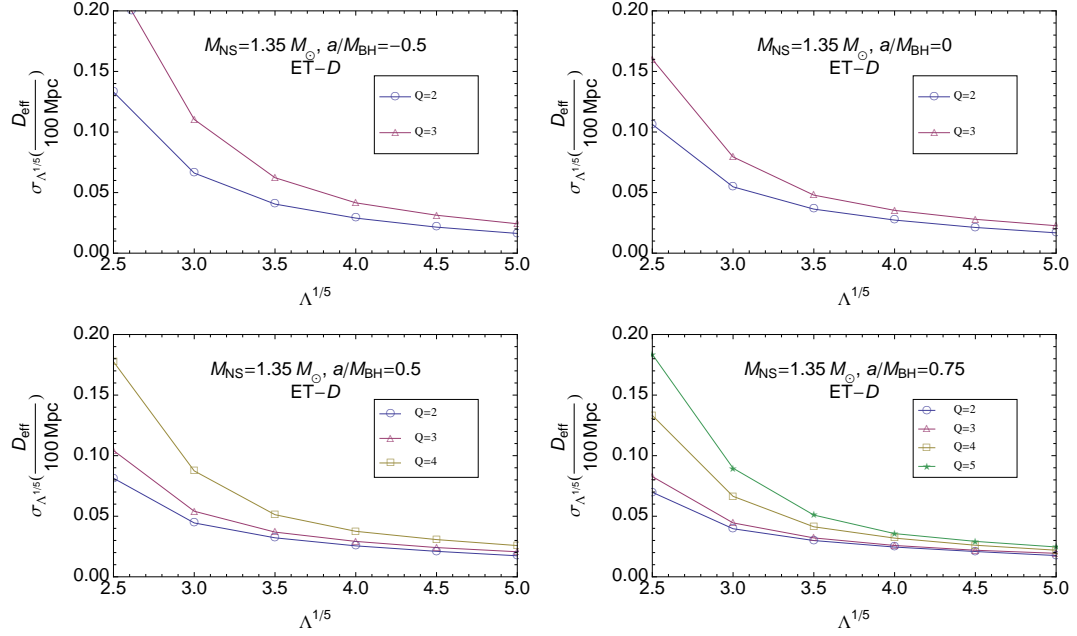 M_NS=1.35 M_⊙, a/M_BH=−0.5
ET−D
Q=2
Q=3
σ_Λ^1/5(D_eff/100 Mpc)
0.20
0.15
0.10
0.05
0.00
2.5 3.0 3.5 4.0 4.5 5.0
Λ^1/5
M_NS=1.35 M_⊙, a/M_BH=0
ET−D
Q=2
Q=3
σ_Λ^1/5(D_eff/100 Mpc)
0.20
0.15
0.10
0.05
0.00
2.5 3.0 3.5 4.0 4.5 5.0
Λ^1/5
M_NS=1.35 M_⊙, a/M_BH=0.5
ET−D
Q=2
Q=3
Q=4
σ_Λ^1/5(D_eff/100 Mpc)
0.20
0.15
0.10
0.05
0.00
2.5 3.0 3.5 4.0 4.5 5.0
Λ^1/5
M_NS=1.35 M_⊙, a/M_BH=0.75
ET−D
Q=2
Q=3
Q=4
Q=5
σ_Λ^1/5(D_eff/100 Mpc)
0.20
0.15
0.10
0.05
0.00
2.5 3.0 3.5 4.0 4.5 5.0
Λ^1/5